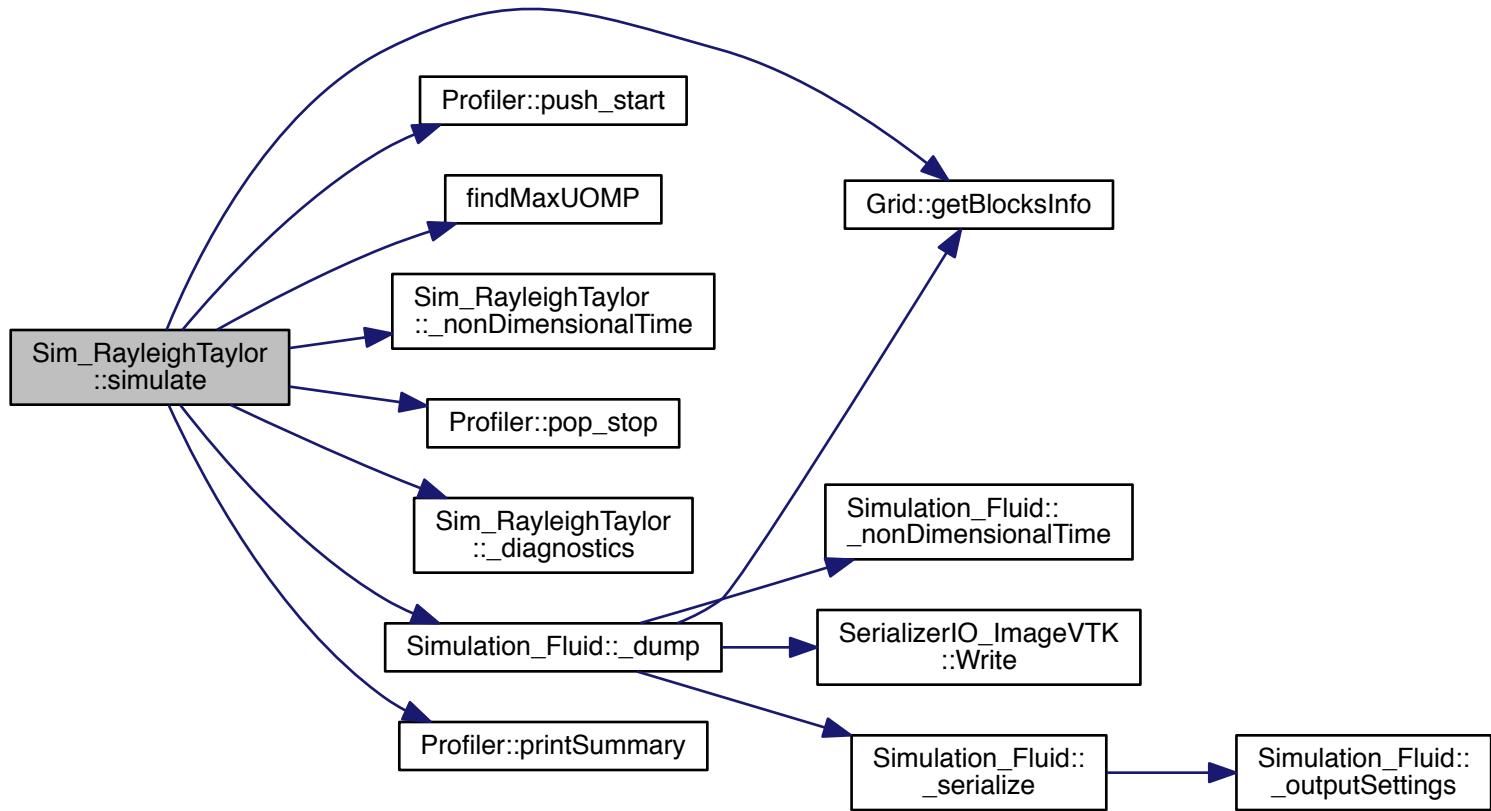 Sim_RayleighTaylor
::simulate
Profiler::push_start
findMaxUOMP
Sim_RayleighTaylor
::_nonDimensionalTime
Profiler::pop_stop
Sim_RayleighTaylor
::_diagnostics
Simulation_Fluid::_dump
Profiler::printSummary
Grid::getBlocksInfo
Simulation_Fluid::
_nonDimensionalTime
SerializerIO_ImageVTK
::Write
Simulation_Fluid::
_serialize
Simulation_Fluid::
_outputSettings